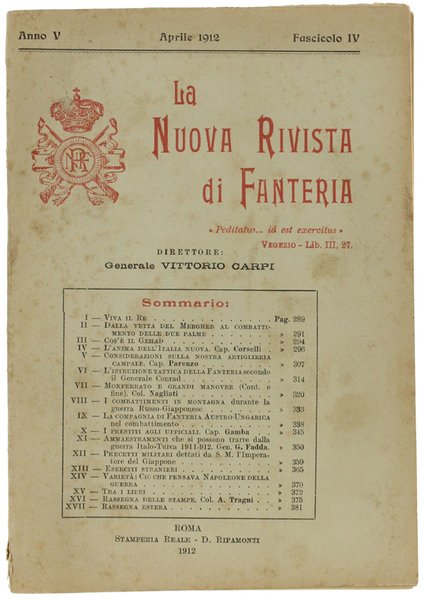 Anno V Aprile 1912 Fascicolo IV
La
NUOVA RIVISTA
di FANTERIA
« Peditatus... id est exercitus »
VEGEZIO - Lib. III, 27.
DIRETTORE:
Generale VITTORIO CARPI
Sommario:
I — VIVA IL RE . . . Pag. 289
II — DALLA VETTA DEL MERGHEB AL COMBATTI-
MENTO DELLE DUE PALME . . . » 291
III — COS'È IL GEHAD . . . » 294
IV — L'ANIMA DELL'ITALIA NUOVA. Cap. Corselli . . . » 296
V — CONSIDERAZIONI SULLA NOSTRA ARTIGLIERIA
CAMPALE. Cap. Parenzo . . . » 307
VI — L'ISTRUZIONE TATTICA DELLA FANTERIA secondo
il Generale Conrad . . . » 314
VII — MONFERRATO E GRANDI MANOVRE (Cont. e
fine). Col. Nagliati . . . » 320
VIII — I COMBATTIMENTI IN MONTAGNA durante la
guerra Russo-Giapponese . . . » 333
IX — LA COMPAGNIA DI FANTERIA AUSTRO-UNGARICA
nel combattimento . . . » 338
X — I PRESTITI AGLI UFFICIALI. Cap. Gamba . . . » 345
XI — AMMAESTRAMENTI che si possono trarre dalla
guerra Italo-Turca 1911-912. Gen. G. Fadda. . » 350
XII — PRECETTI MILITARI dettati da S. M. l'Impera-
tore del Giappone . . . » 359
XIII — ESERCITI STRANIERI . . . » 365
XIV — VARIETÀ: CIÒ CHE PENSAVA NAPOLEONE DELLA
GUERRA . . . » 370
XV — TRA I LIBRI . . . » 372
XVI — RASSEGNA DELLE STAMPE. Col. A. Tragni . . » 375
XVII — RASSEGNA ESTERA . . . » 381
ROMA
STAMPERIA REALE - D. RIPAMONTI
1912